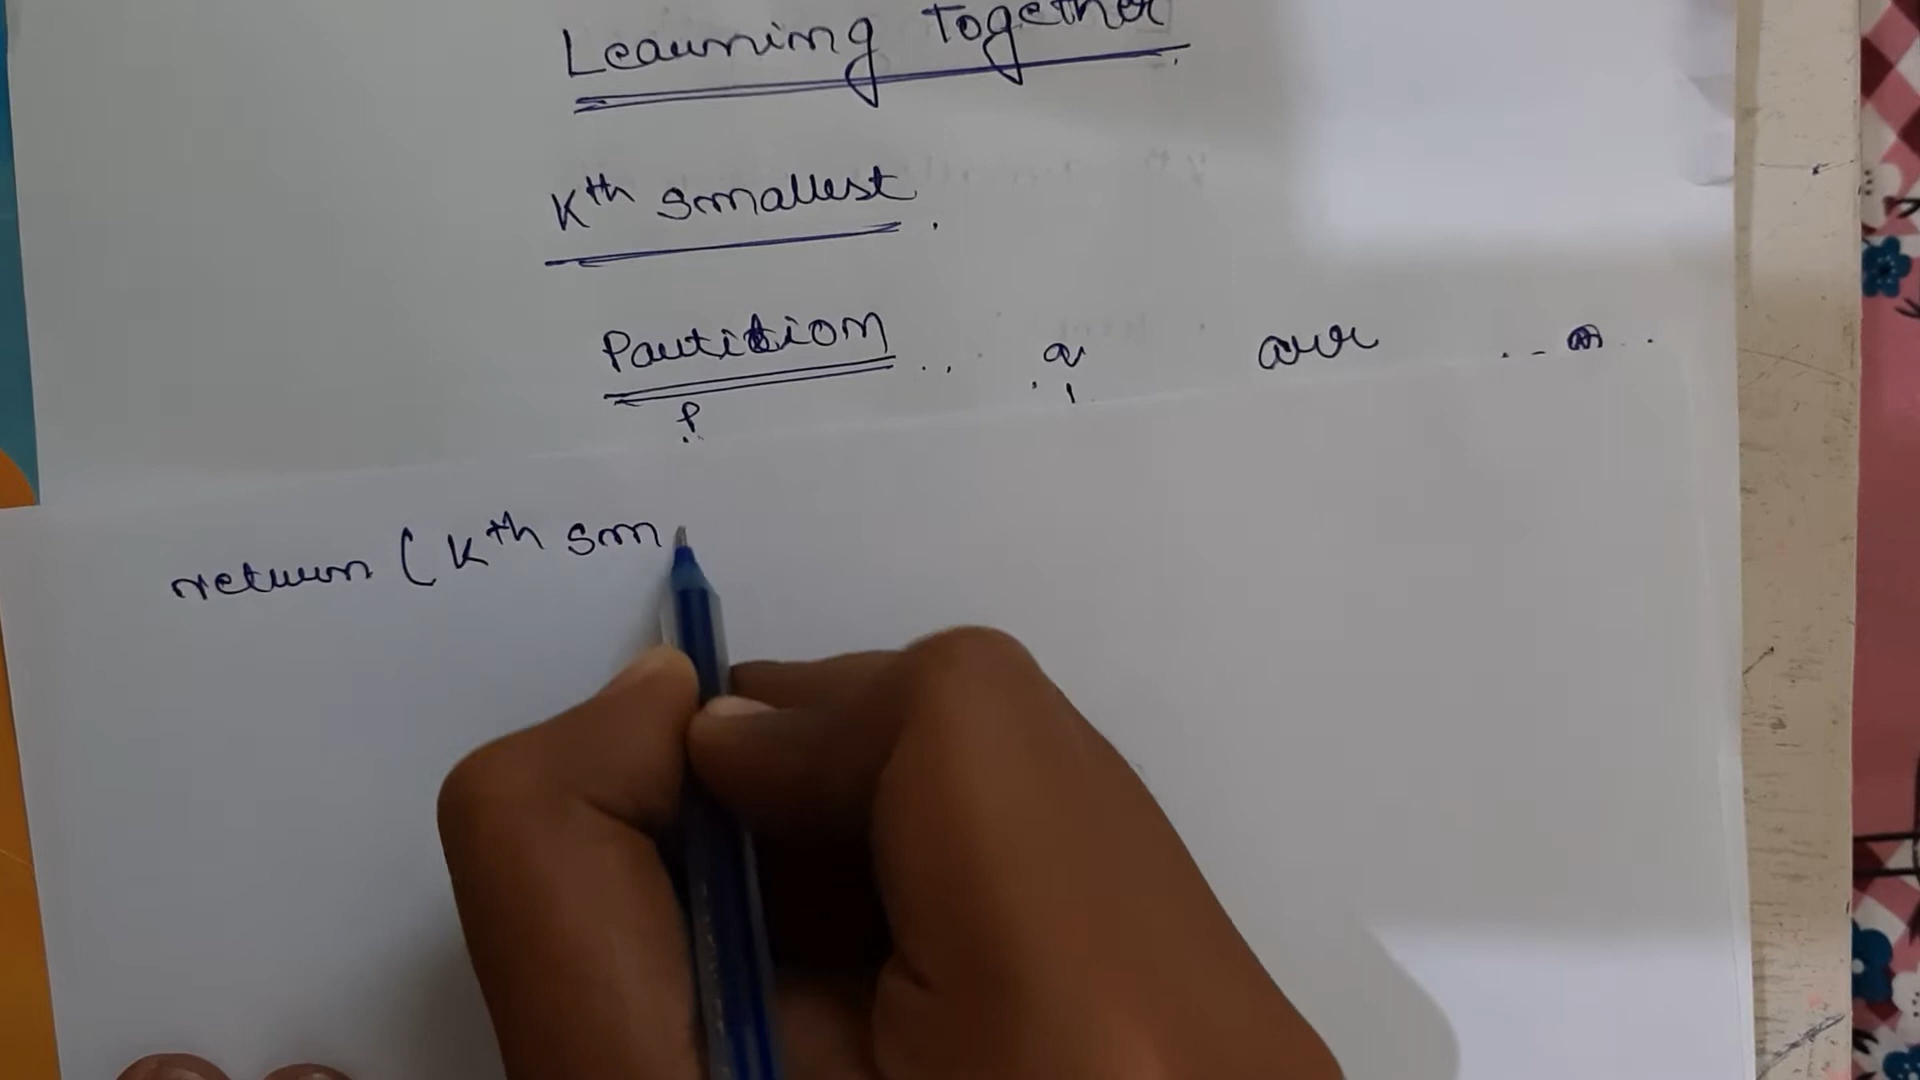 Learning Together
Kth smallest
Partition .. a arr
P
return ( Kth sm